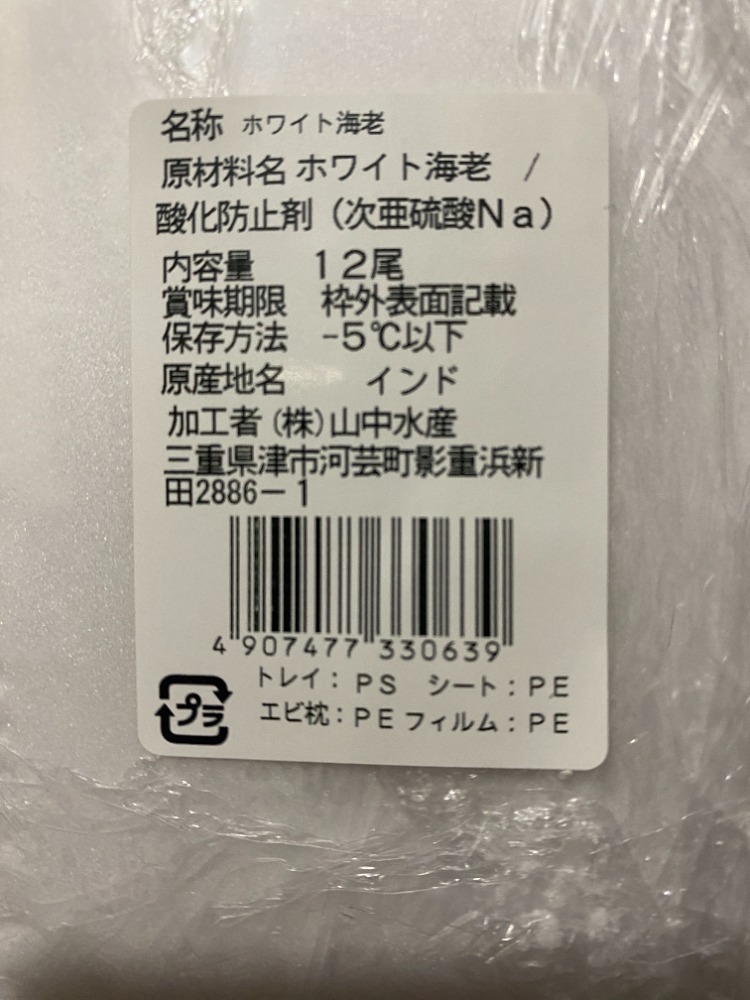 名称 ホワイト海老
原材料名 ホワイト海老 /
酸化防止剤（次亜硫酸Ｎａ）
内容量 １２尾
賞味期限 枠外表面記載
保存方法 -5℃以下
原産地名 インド
加工者(株)山中水産
三重県津市河芸町影重浜新
田2886－1
4 907477 330639
トレイ：ＰＳ シート：ＰＥ
プラ エビ枕：ＰＥ フィルム：ＰＥ